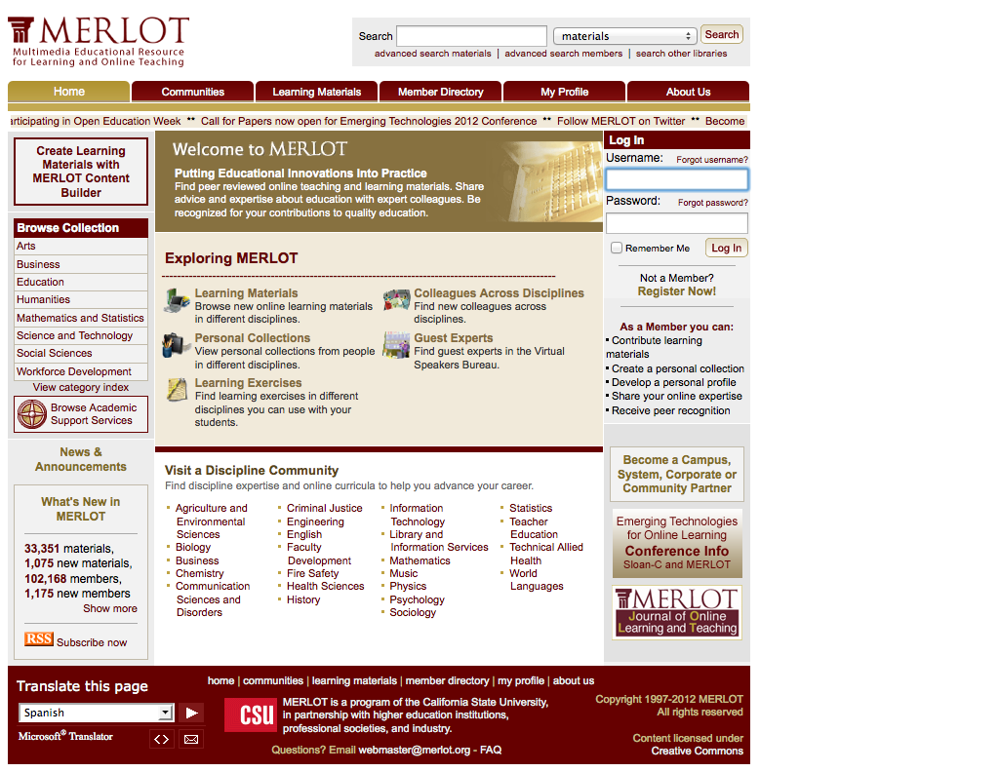 MERLOT
Multimedia Educational Resource
for Learning and Online Teaching
Search materials Search
advanced search materials | advanced search members | search other libraries
Home Communities Learning Materials Member Directory My Profile About Us
articipating in Open Education Week ** Call for Papers now open for Emerging Technologies 2012 Conference ** Follow MERLOT on Twitter ** Become
Create Learning
Materials with
MERLOT Content
Builder
Browse Collection
Arts
Business
Education
Humanities
Mathematics and Statistics
Science and Technology
Social Sciences
Workforce Development
View category index
Browse Academic
Support Services
News &
Announcements
What's New in
MERLOT
33,351 materials,
1,075 new materials,
102,168 members,
1,175 new members
Show more
RSS Subscribe now
Welcome to MERLOT
Putting Educational Innovations Into Practice
Find peer reviewed online teaching and learning materials. Share
advice and expertise about education with expert colleagues. Be
recognized for your contributions to quality education.
Exploring MERLOT
Learning Materials
Browse new online learning materials
in different disciplines.
Personal Collections
View personal collections from people
in different disciplines.
Learning Exercises
Find learning exercises in different
disciplines you can use with your
students.
Colleagues Across Disciplines
Find new colleagues across
disciplines.
Guest Experts
Find guest experts in the Virtual
Speakers Bureau.
Visit a Discipline Community
Find discipline expertise and online curricula to help you advance your career.
Agriculture and
Environmental
Sciences
Biology
Business
Chemistry
Communication
Sciences and
Disorders
Criminal Justice
Engineering
English
Faculty
Development
Fire Safety
Health Sciences
History
Information
Technology
Library and
Information Services
Mathematics
Music
Physics
Psychology
Sociology
Statistics
Teacher
Education
Technical Allied
Health
World
Languages
Log In
Username: Forgot username?
Password: Forgot password?
Remember Me Log In
Not a Member?
Register Now!
As a Member you can:
Contribute learning
materials
Create a personal collection
Develop a personal profile
Share your online expertise
Receive peer recognition
Become a Campus,
System, Corporate or
Community Partner
Emerging Technologies
for Online Learning
Conference Info
Sloan-C and MERLOT
MERLOT
Journal of Online
Learning and Teaching
Translate this page
Spanish
Microsoft® Translator
home | communities | learning materials | member directory | my profile | about us
CSU
MERLOT is a program of the California State University,
in partnership with higher education institutions,
professional societies, and industry.
Questions? Email webmaster@merlot.org - FAQ
Copyright 1997-2012 MERLOT
All rights reserved
Content licensed under
Creative Commons